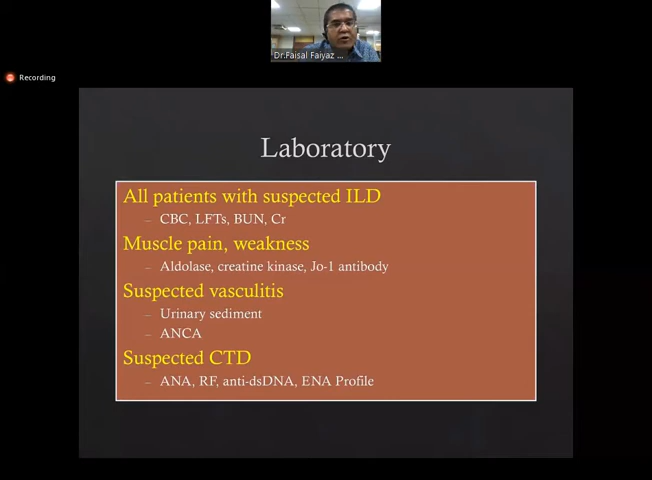 Dr.Faisal Faiyaz ...
Recording
Laboratory
All patients with suspected ILD
– CBC, LFTs, BUN, Cr
Muscle pain, weakness
– Aldolase, creatine kinase, Jo-1 antibody
Suspected vasculitis
– Urinary sediment
– ANCA
Suspected CTD
– ANA, RF, anti-dsDNA, ENA Profile